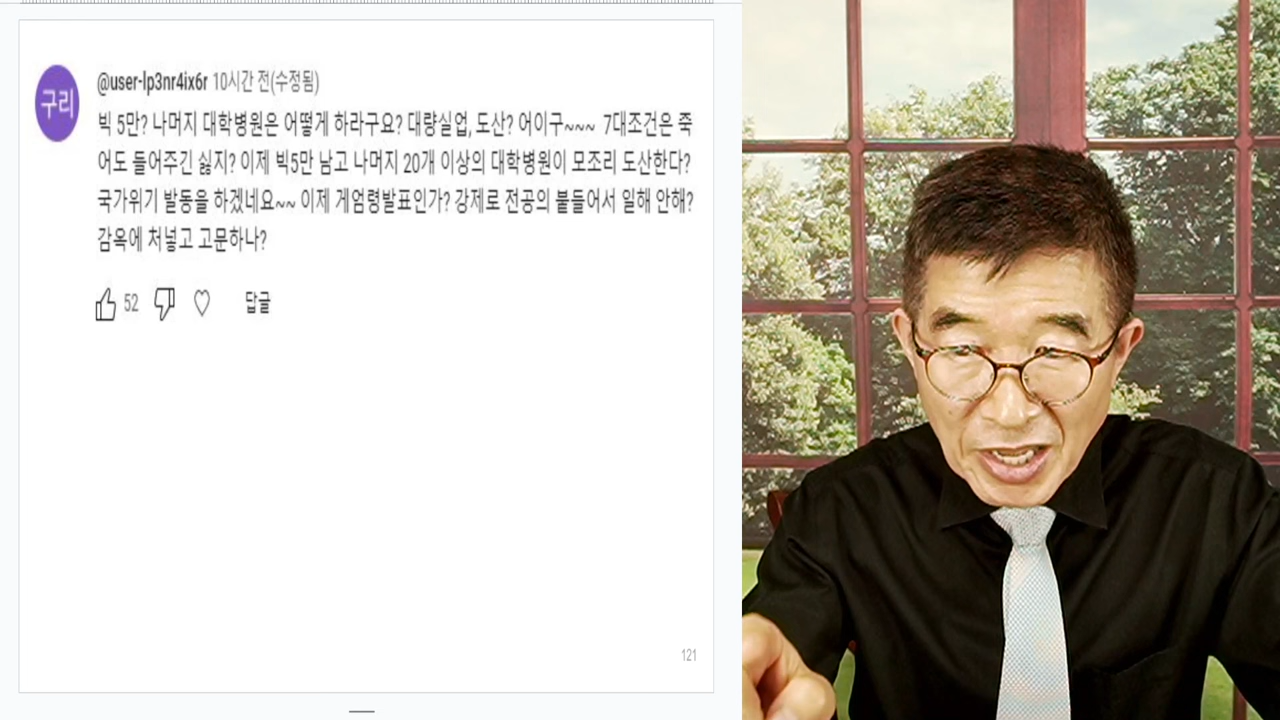 구리
@user-lp3nr4ix6r 10시간 전(수정됨)
빅 5만? 나머지 대학병원은 어떻게 하라구요? 대량실업, 도산? 어이구~~~ 7대조건은 죽
어도 들어주긴 싫지? 이제 빅5만 남고 나머지 20개 이상의 대학병원이 모조리 도산한다?
국가위기 발동을 하겠네요~~ 이제 게엄령발표인가? 강제로 전공의 붙들어서 일해 안해?
감옥에 처넣고 고문하나?
52 답글
121